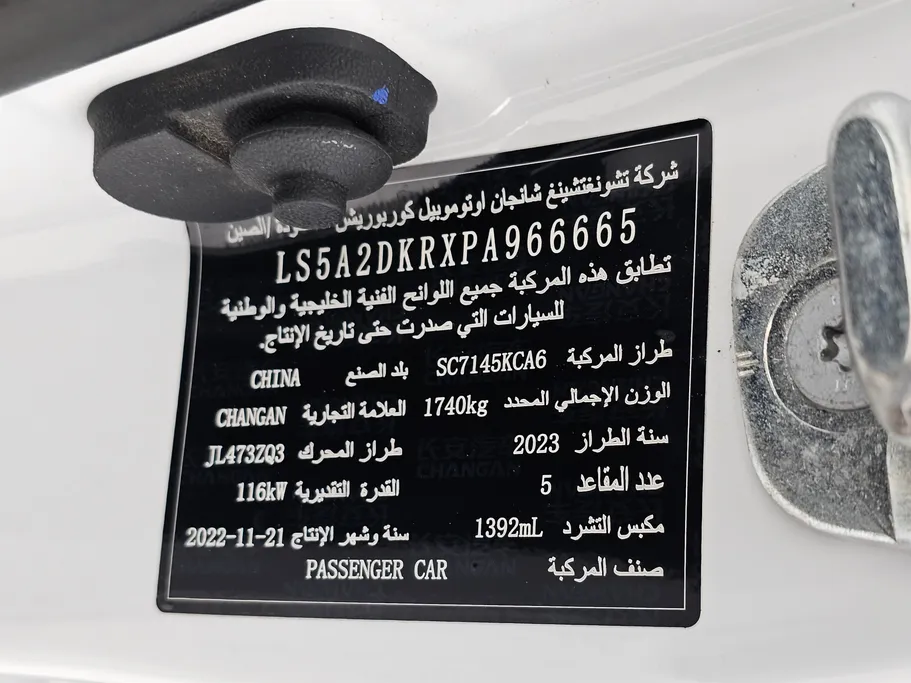 شركة تشونغتشينغ شانجان اوتوموبيل كوربوريشن /الصين
LS5A2DKRXPA966665
تطابق هذه المركبة جميع اللوائح الفنية الخليجية والوطنية
للسيارات التي صدرت حتى تاريخ الإنتاج.
طراز المركبة SC7145KCA6 بلد الصنع CHINA
الوزن الإجمالي المحدد 1740kg العلامة التجارية CHANGAN
سنة الطراز 2023 طراز المحرك JL473ZQ3
عدد المقاعد 5 القدرة التقديرية 116kW
مكبس التشرد 1392mL سنة وشهر الإنتاج 2022-11-21
صنف المركبة PASSENGER CAR